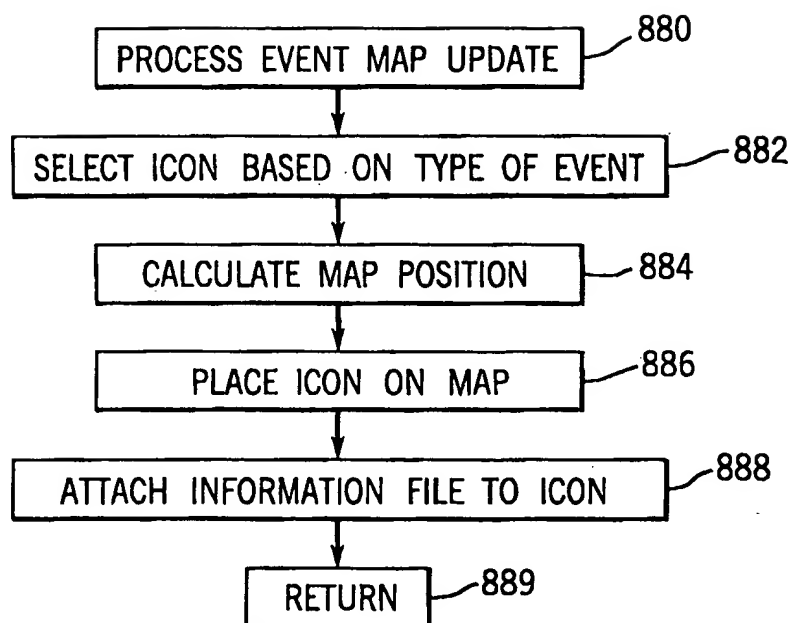 PROCESS EVENT MAP UPDATE
880
SELECT ICON BASED ON TYPE OF EVENT
882
CALCULATE MAP POSITION
884
PLACE ICON ON MAP
886
ATTACH INFORMATION FILE TO ICON
888
RETURN
889